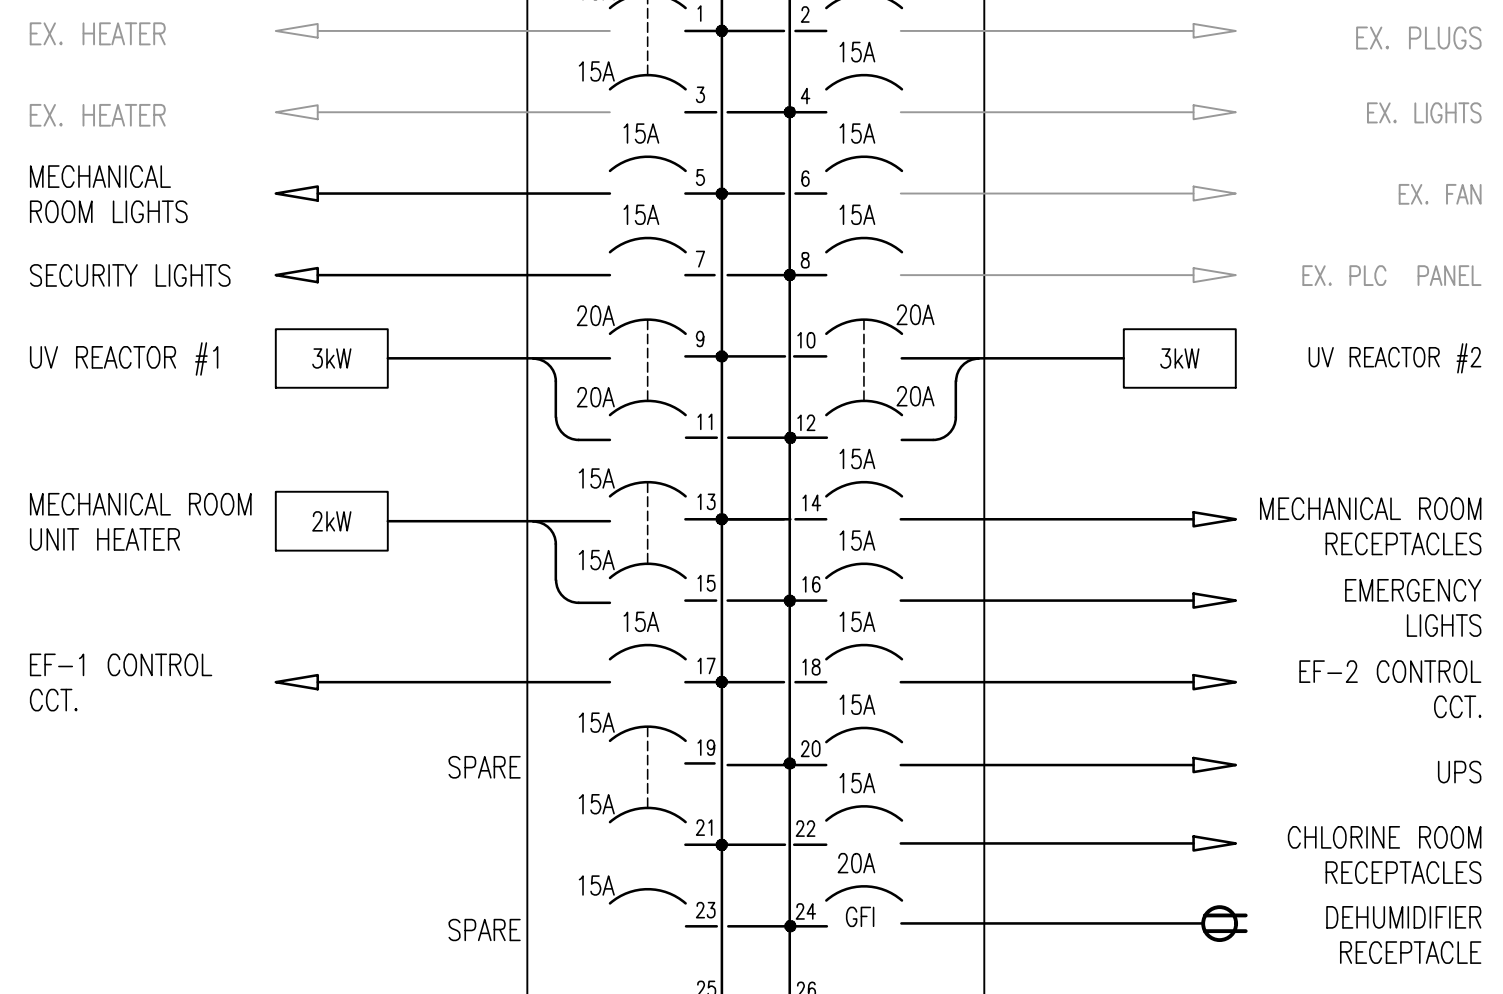 1 2
EX. HEATER EX. PLUGS
15A 15A
3 4
EX. HEATER EX. LIGHTS
15A 15A
5 6
MECHANICAL
ROOM LIGHTS EX. FAN
15A 15A
7 8
SECURITY LIGHTS EX. PLC PANEL
20A 20A
9 10
UV REACTOR #1 3kW 3kW UV REACTOR #2
20A 20A
11 12
15A 15A
13 14
MECHANICAL ROOM 2kW MECHANICAL ROOM
UNIT HEATER RECEPTACLES
15A 15A
15 16
EMERGENCY
LIGHTS
15A 15A
17 18
EF-1 CONTROL EF-2 CONTROL
CCT. CCT.
15A 15A
19 20
SPARE UPS
15A 15A
21 22
CHLORINE ROOM
RECEPTACLES
15A 20A
23 24 GFI
SPARE DEHUMIDIFIER
RECEPTACLE
25 26